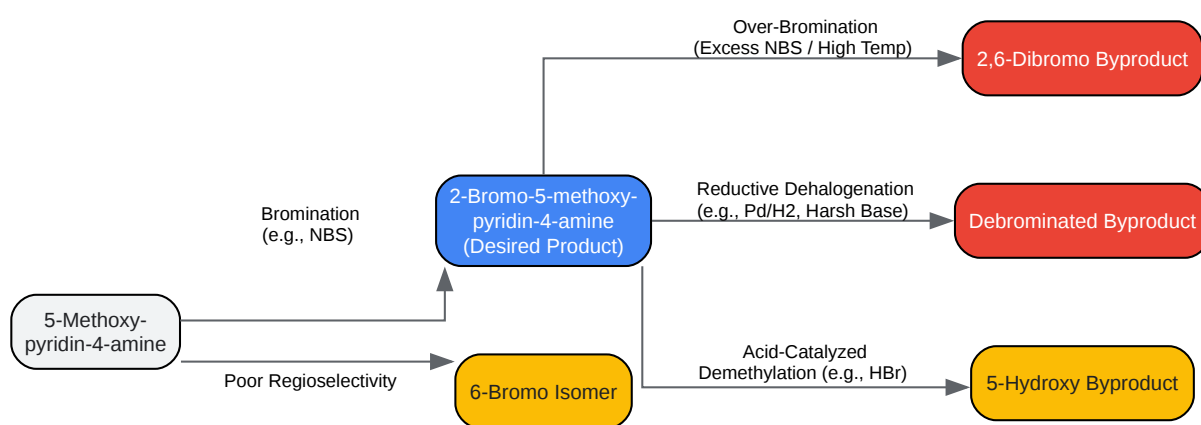 Over-Bromination
(Excess NBS / High Temp)
2,6-Dibromo Byproduct
Bromination
(e.g., NBS)
2-Bromo-5-methoxy-
pyridin-4-amine
(Desired Product)
Reductive Dehalogenation
(e.g., Pd/H2, Harsh Base)
Debrominated Byproduct
5-Methoxy-
pyridin-4-amine
Poor Regioselectivity
6-Bromo Isomer
Acid-Catalyzed
Demethylation (e.g., HBr)
5-Hydroxy Byproduct